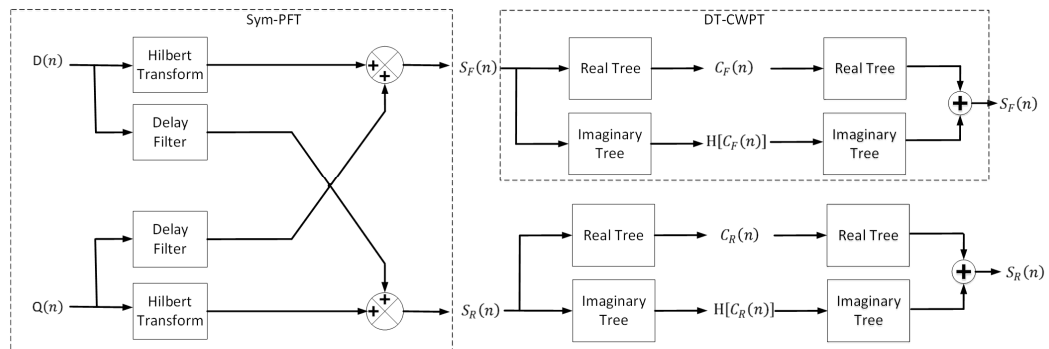 Sym-PFT
D(n)
Hilbert
Transform
Delay
Filter
Delay
Filter
Q(n)
Hilbert
Transform
+
+
+
+
S_F(n)
S_R(n)
DT-CWPT
Real Tree
C_F(n)
Real Tree
Imaginary
Tree
H[C_F(n)]
Imaginary
Tree
+
S_F(n)
Real Tree
C_R(n)
Real Tree
Imaginary
Tree
H[C_R(n)]
Imaginary
Tree
+
S_R(n)